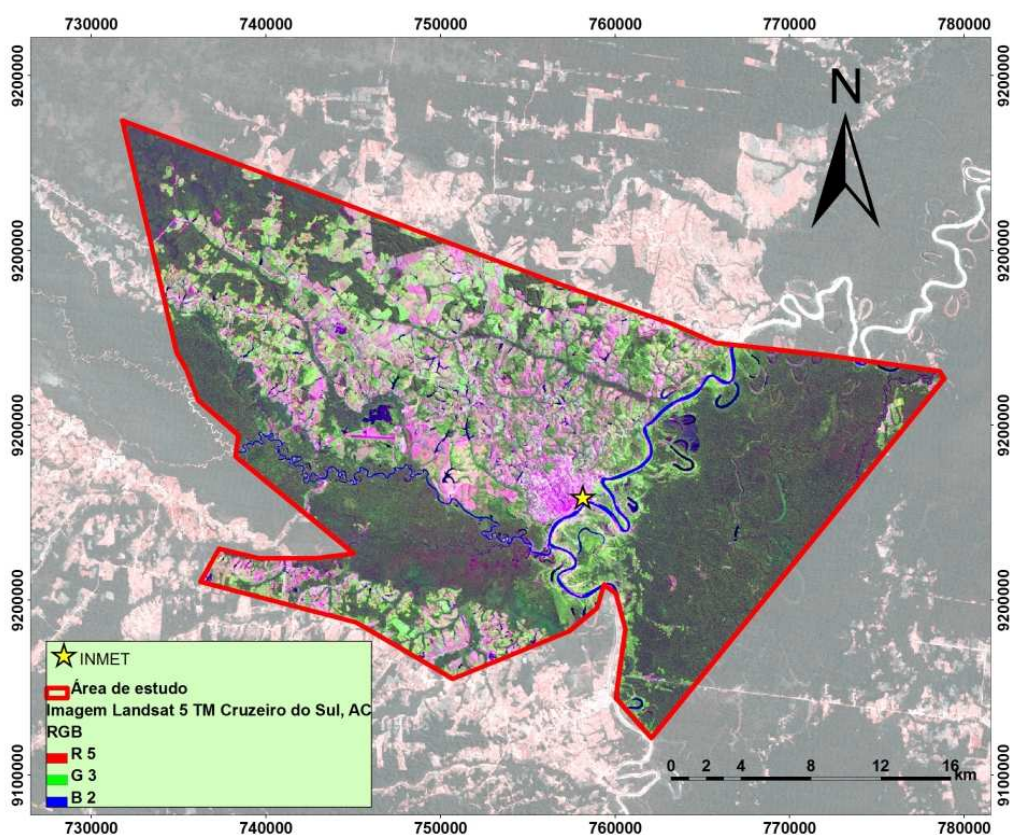 730000 740000 750000 760000 770000 780000
9200000 9200000
N
9200000 9200000
9200000 9200000
9200000 9200000
9100000 9100000
INMET
Área de estudo
Imagem Landsat 5 TM Cruzeiro do Sul, AC
RGB
R 5
G 3
B 2
0 2 4 8 12 16
km
730000 740000 750000 760000 770000 780000